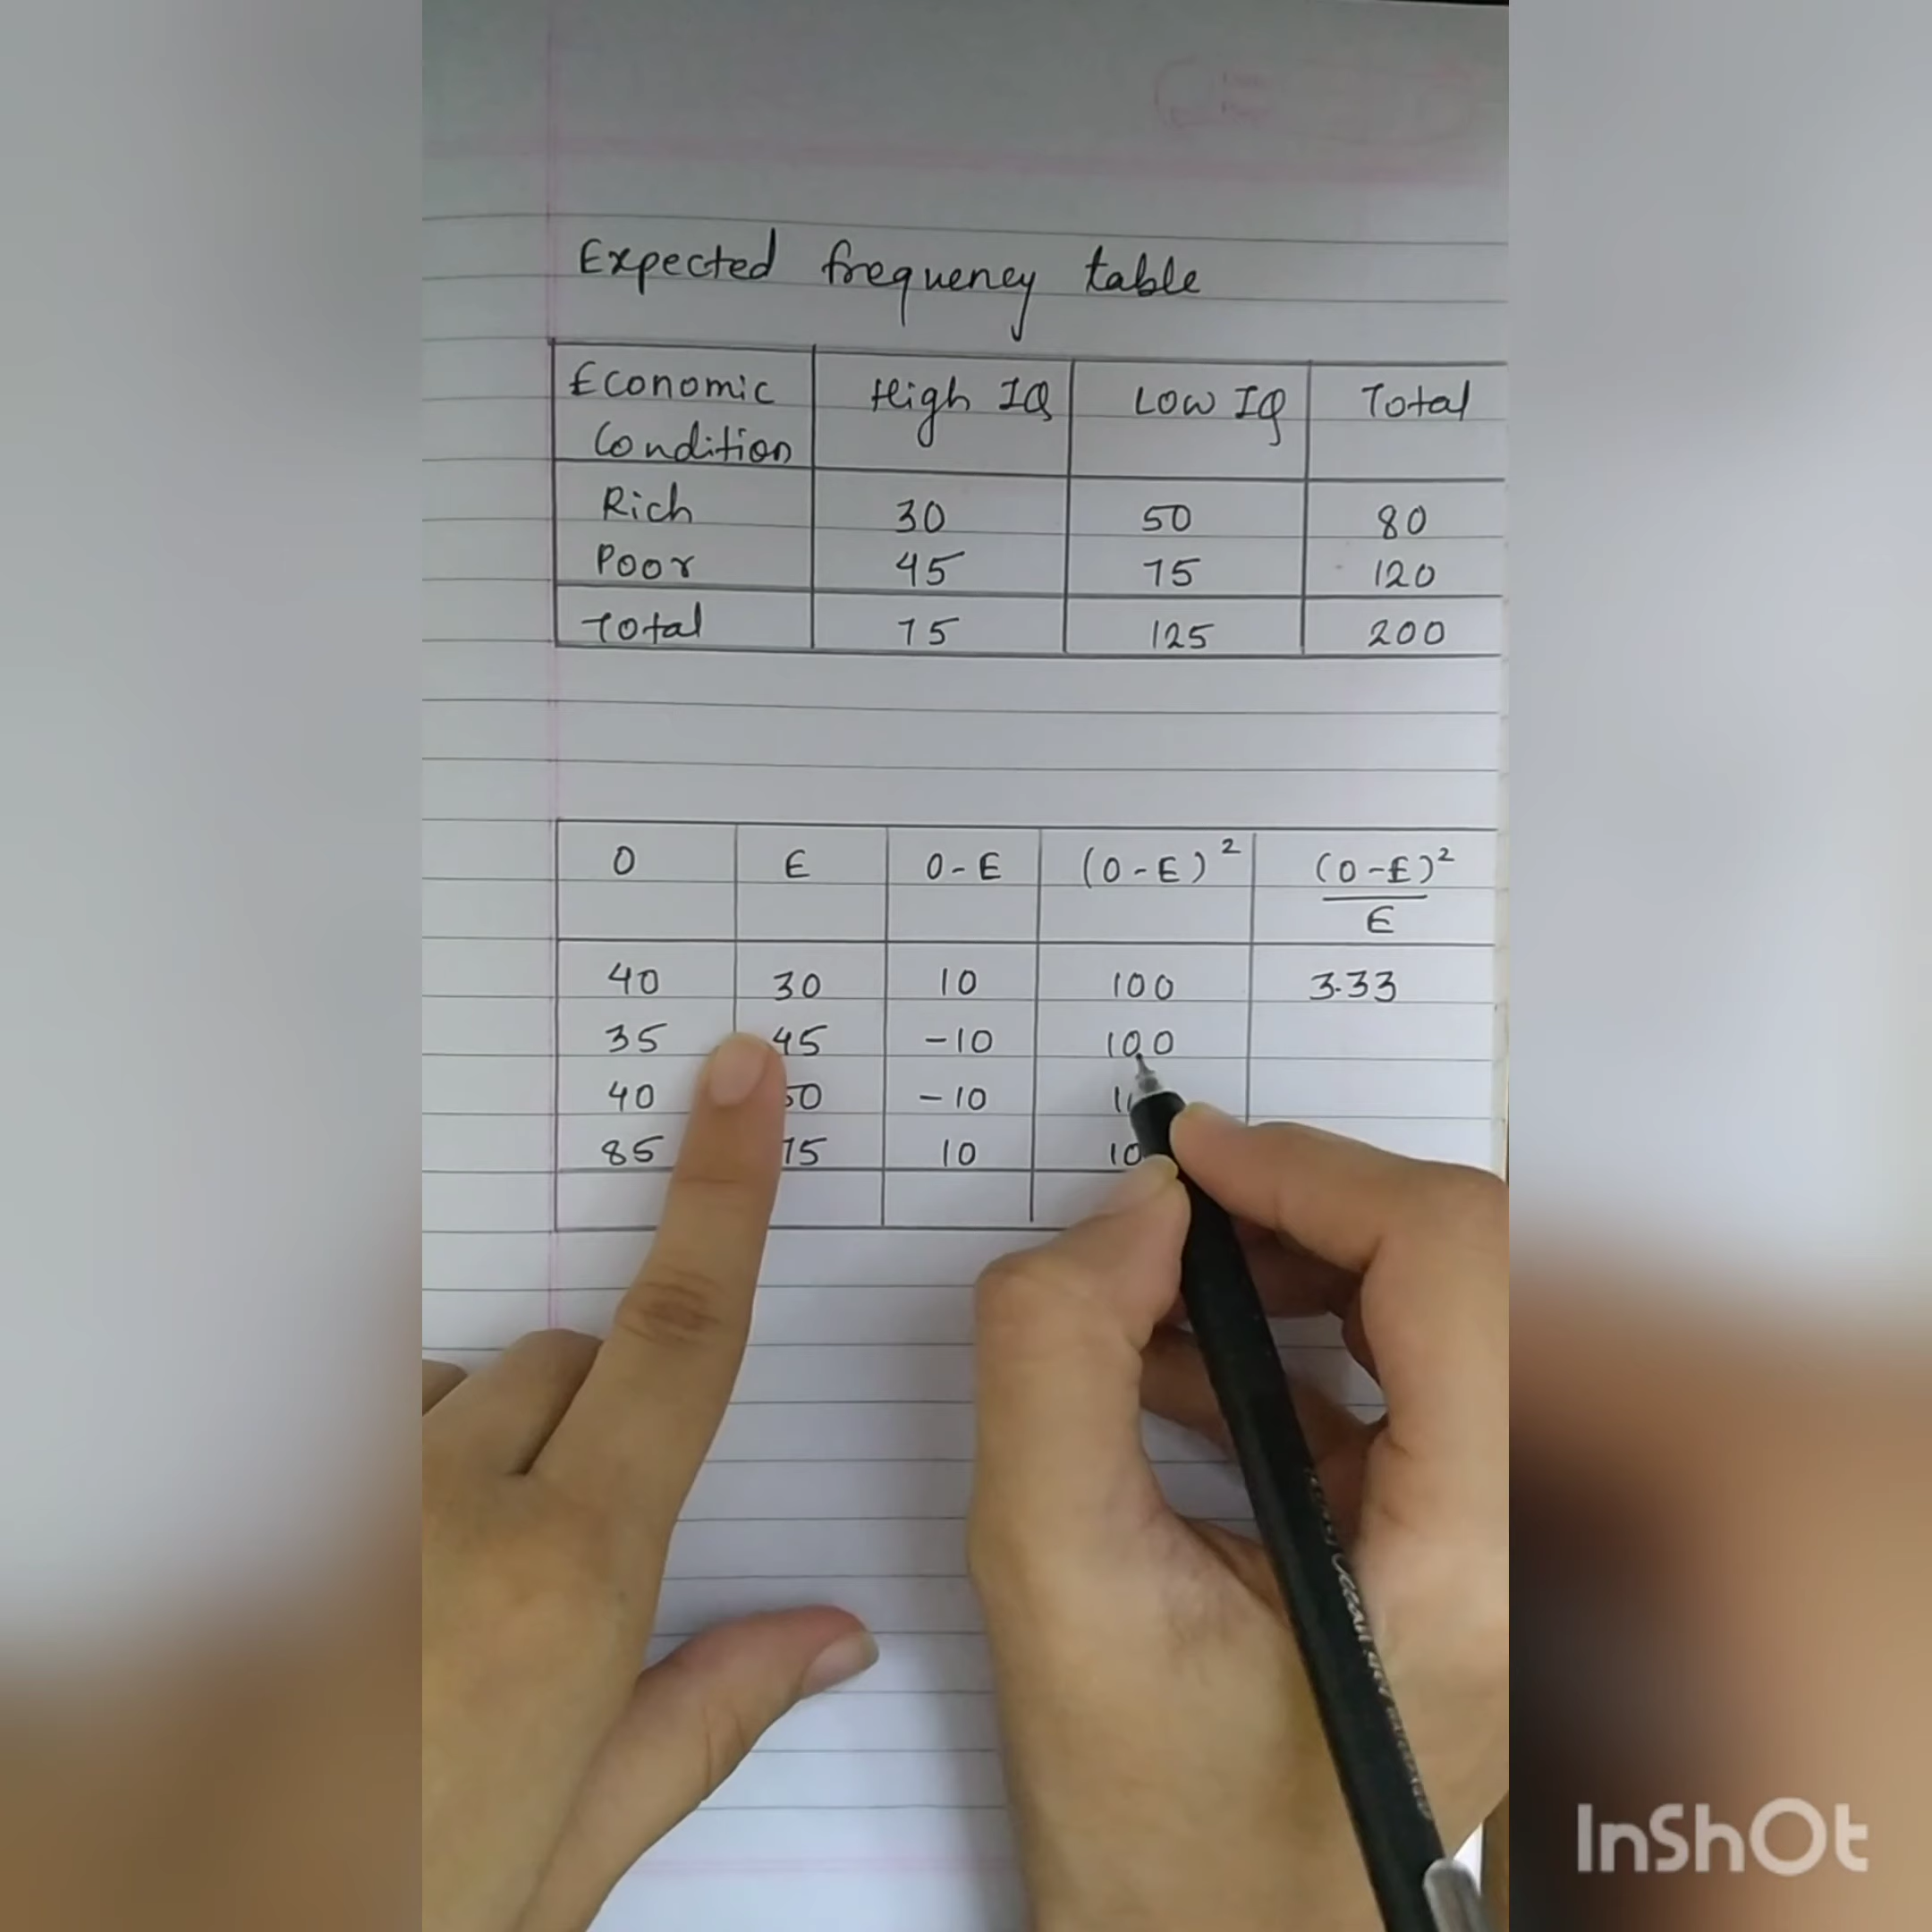 Expected frequency table
Economic Condition High IQ Low IQ Total
Rich 30 50 80
Poor 45 75 120
Total 75 125 200
O E O-E (O-E)² (O-E)²/E
40 30 10 100 3.33
35 45 -10 100
40 50 -10
85 75 10
InShOt